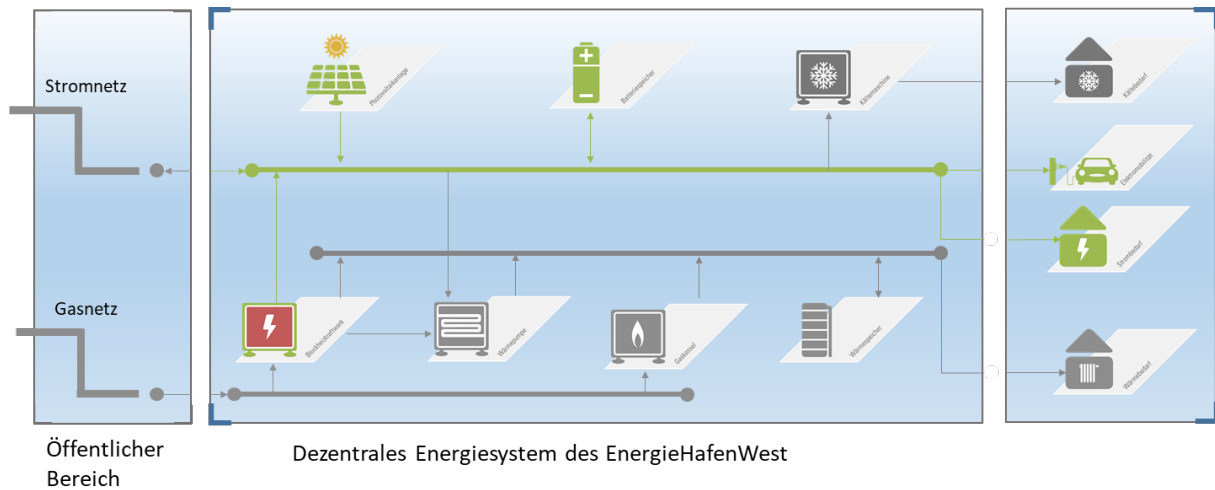 Stromnetz
Photovoltaikanlage
Batteriespeicher
Kältemaschine
Kältebedarf
Elektromobilität
Strombedarf
Gasnetz
Blockheizkraftwerk
Wärmepumpe
Gaskessel
Wärmespeicher
Wärmebedarf
Öffentlicher
Bereich
Dezentrales Energiesystem des EnergieHafenWest